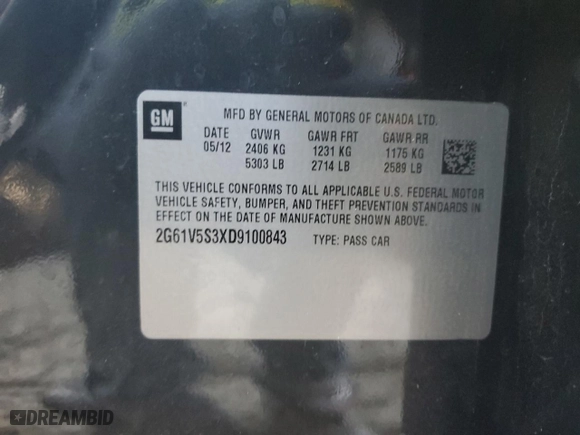 GM
MFD BY GENERAL MOTORS OF CANADA LTD.
DATE GVWR GAWR FRT GAWR RR
05/12 2406 KG 1231 KG 1175 KG
5303 LB 2714 LB 2589 LB
THIS VEHICLE CONFORMS TO ALL APPLICABLE U.S. FEDERAL MOTOR
VEHICLE SAFETY, BUMPER, AND THEFT PREVENTION STANDARDS IN
EFFECT ON THE DATE OF MANUFACTURE SHOWN ABOVE.
2G61V5S3XD9100843 TYPE: PASS CAR
DREAMBID